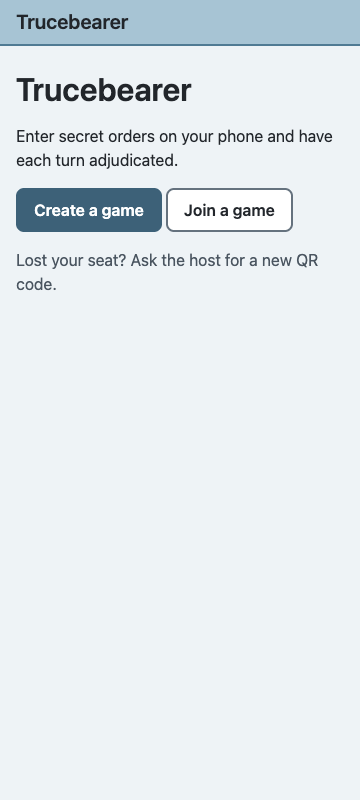 Trucebearer
Trucebearer
Enter secret orders on your phone and have
each turn adjudicated.
Create a game
Join a game
Lost your seat? Ask the host for a new QR
code.